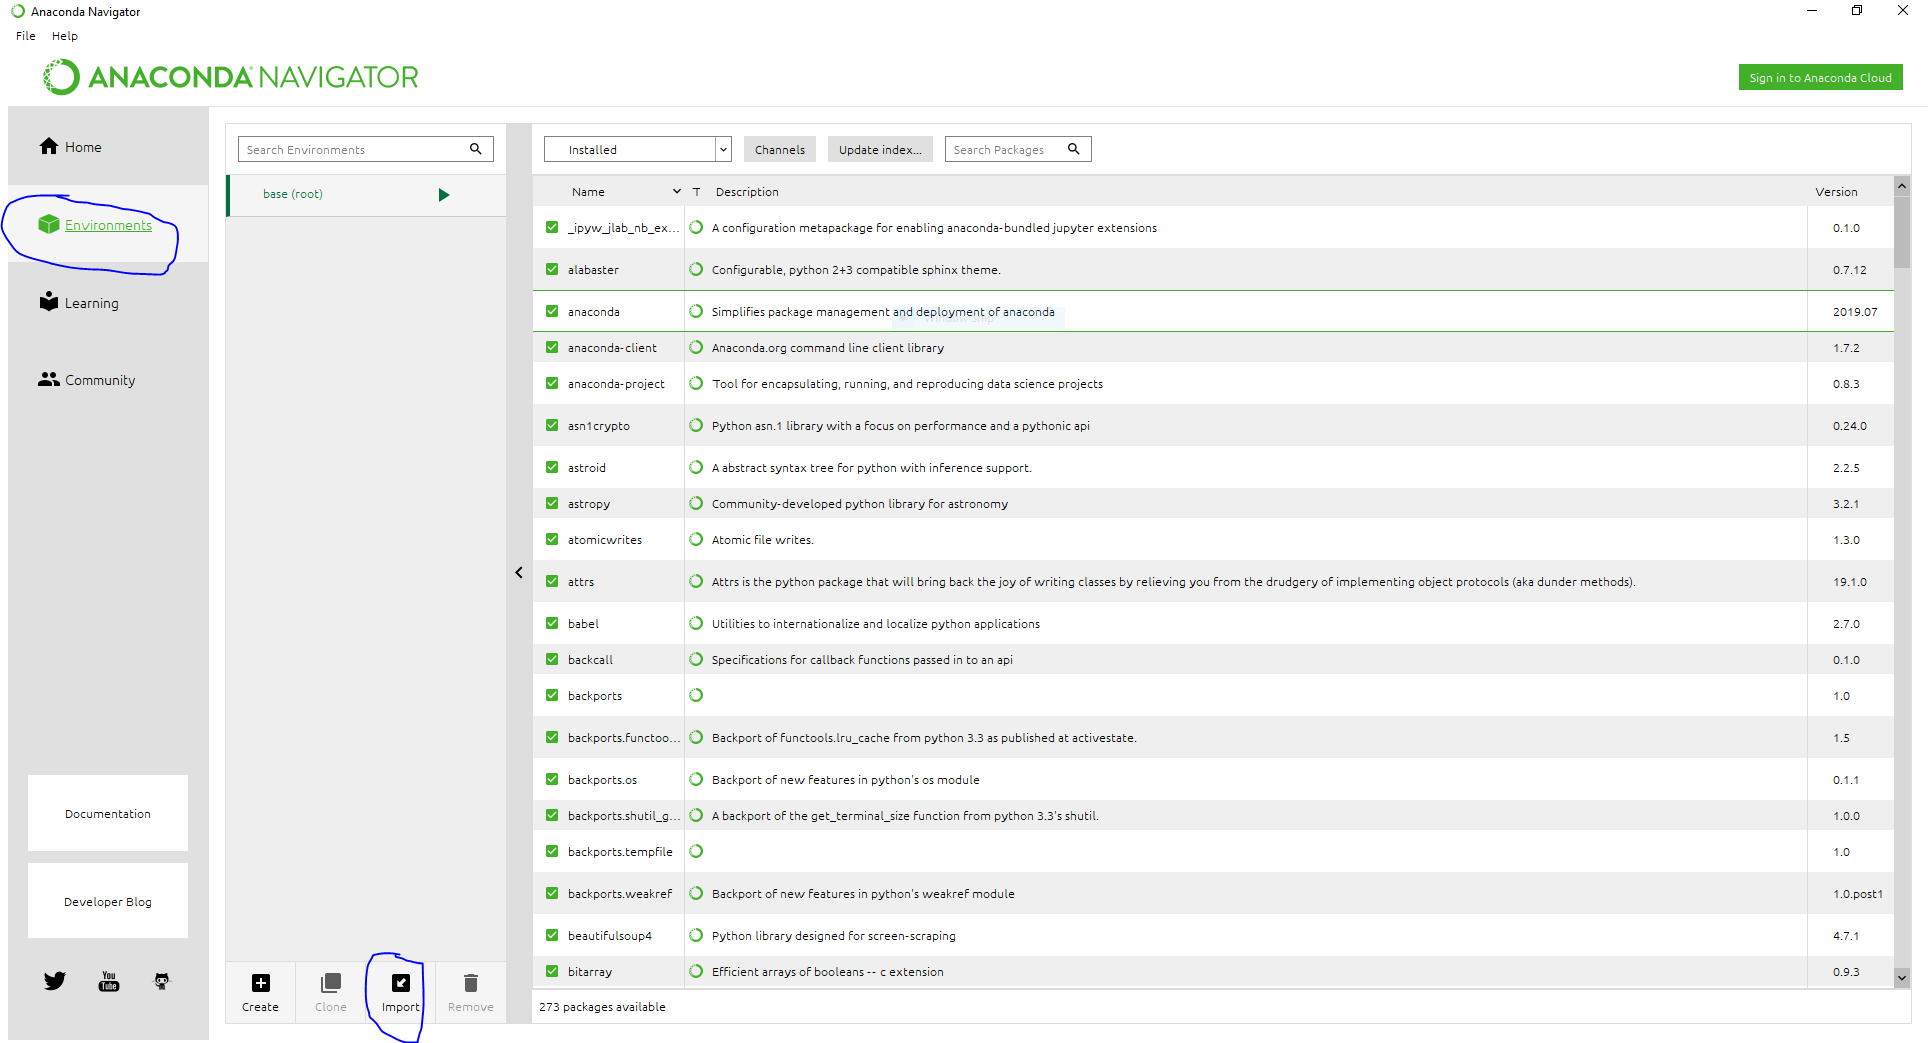 Anaconda Navigator
File Help
ANACONDA NAVIGATOR
Sign in to Anaconda Cloud
Home
Environments
Learning
Community
Documentation
Developer Blog
You Tube
Search Environments
base (root)
Create Clone Import Remove
Installed Channels Update index... Search Packages
Name T Description Version
_ipyw_jlab_nb_ex... A configuration metapackage for enabling anaconda-bundled jupyter extensions 0.1.0
alabaster Configurable, python 2+3 compatible sphinx theme. 0.7.12
anaconda Simplifies package management and deployment of anaconda 2019.07
anaconda-client Anaconda.org command line client library 1.7.2
anaconda-project Tool for encapsulating, running, and reproducing data science projects 0.8.3
asn1crypto Python asn.1 library with a focus on performance and a pythonic api 0.24.0
astroid A abstract syntax tree for python with inference support. 2.2.5
astropy Community-developed python library for astronomy 3.2.1
atomicwrites Atomic file writes. 1.3.0
attrs Attrs is the python package that will bring back the joy of writing classes by relieving you from the drudgery of implementing object protocols (aka dunder methods). 19.1.0
babel Utilities to internationalize and localize python applications 2.7.0
backcall Specifications for callback functions passed in to an api 0.1.0
backports 1.0
backports.functoo... Backport of functools.lru_cache from python 3.3 as published at activestate. 1.5
backports.os Backport of new features in python's os module 0.1.1
backports.shutil_g... A backport of the get_terminal_size function from python 3.3's shutil. 1.0.0
backports.tempfile 1.0
backports.weakref Backport of new features in python's weakref module 1.0.post1
beautifulsoup4 Python library designed for screen-scraping 4.7.1
bitarray Efficient arrays of booleans -- c extension 0.9.3
273 packages available